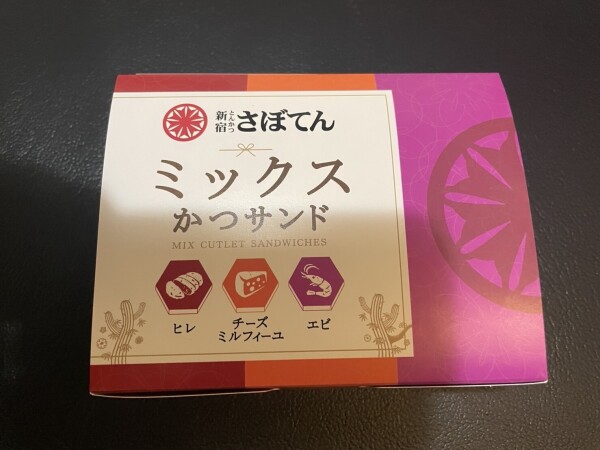 新宿 とんかつ さぼてん
ミックス
かつサンド
MIX CUTLET SANDWICHES
ヒレ
チーズ
ミルフィーユ
エビ